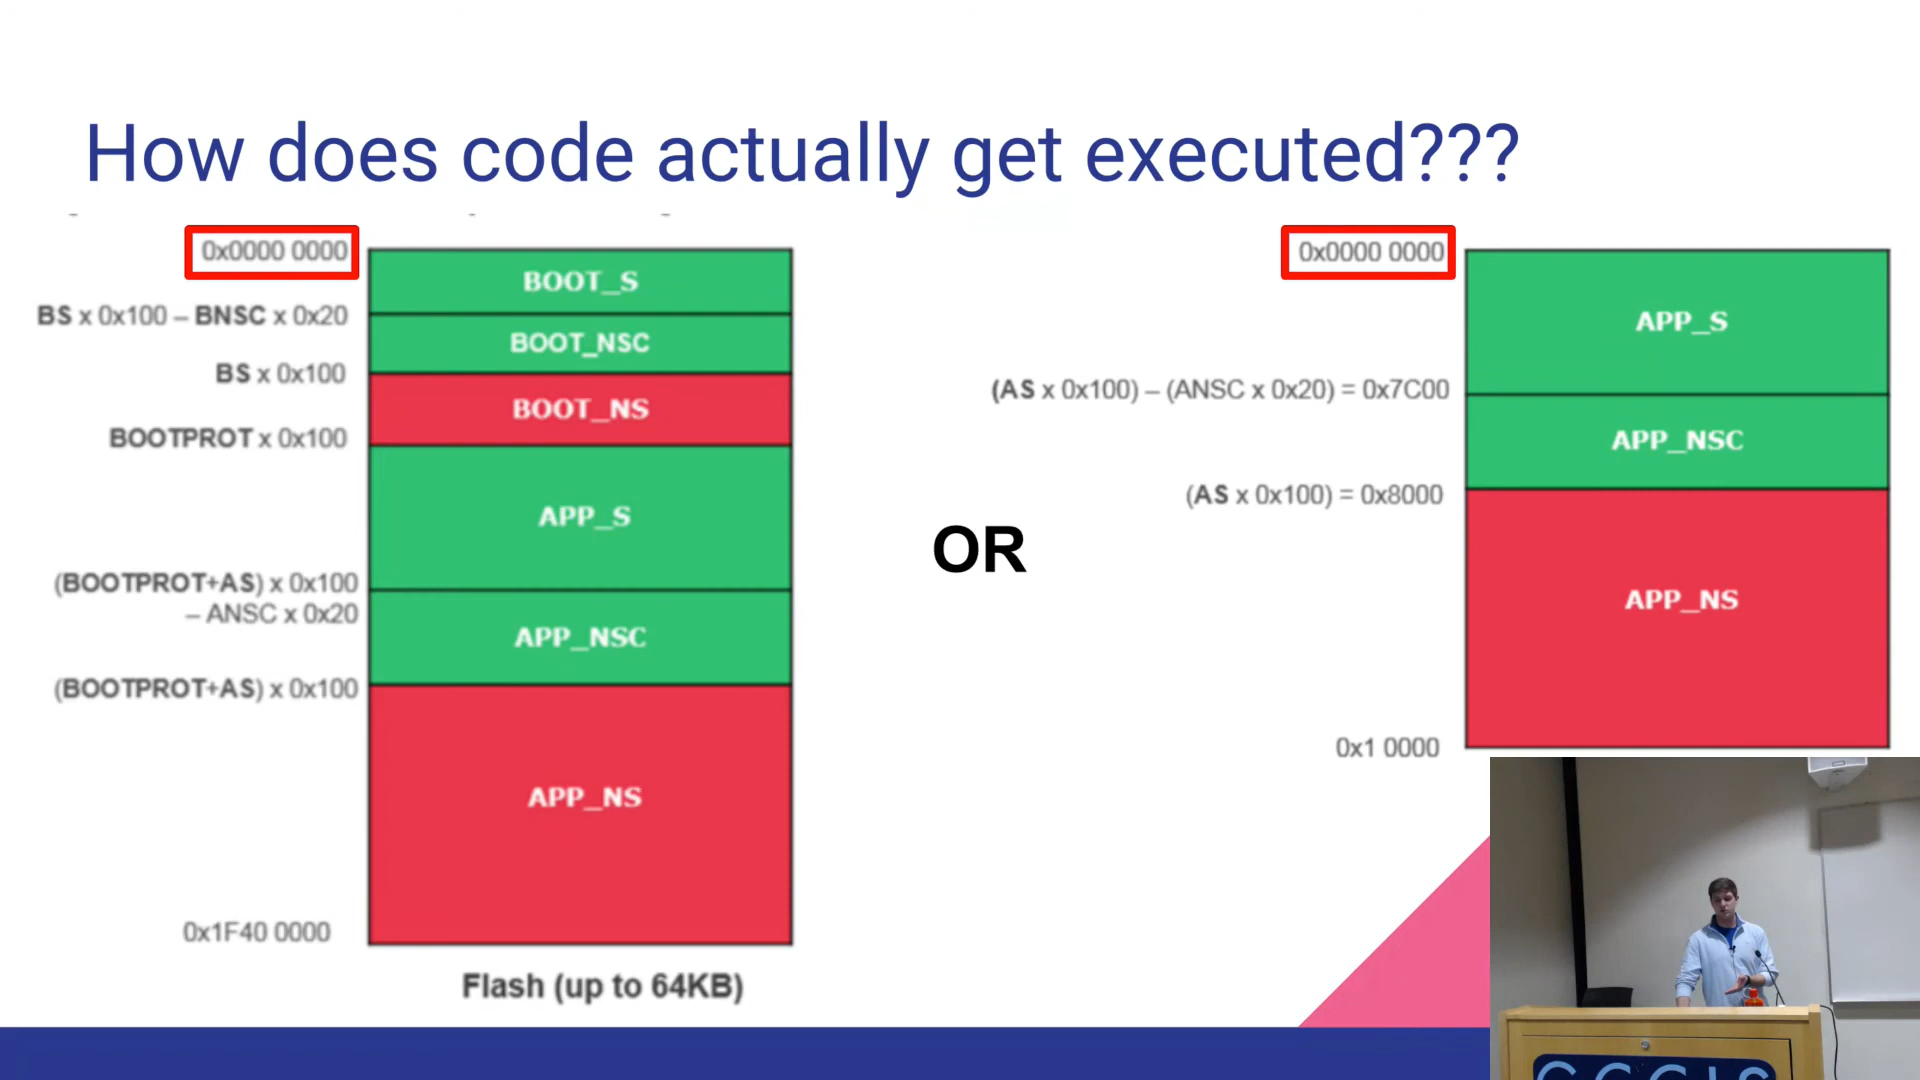 How does code actually get executed???
0x0000 0000
BOOT_S
BS x 0x100 – BNSC x 0x20
BOOT_NSC
BS x 0x100
BOOT_NS
BOOTPROT x 0x100
APP_S
(BOOTPROT+AS) x 0x100
– ANSC x 0x20
APP_NSC
(BOOTPROT+AS) x 0x100
APP_NS
0x1F40 0000
Flash (up to 64KB)
OR
0x0000 0000
APP_S
(AS x 0x100) – (ANSC x 0x20) = 0x7C00
APP_NSC
(AS x 0x100) = 0x8000
APP_NS
0x1 0000